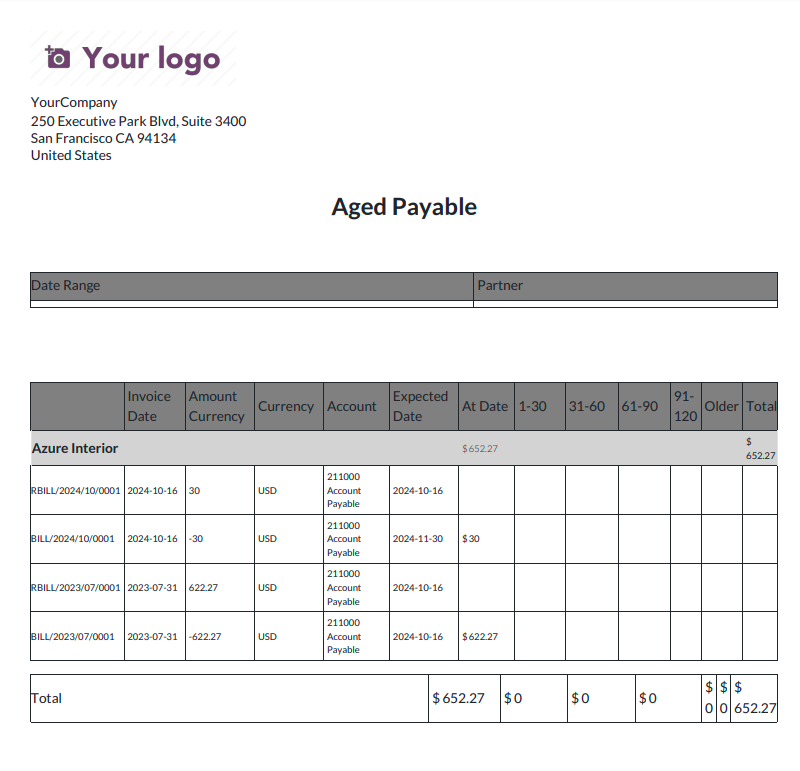 Your logo
YourCompany
250 Executive Park Blvd, Suite 3400
San Francisco CA 94134
United States
Aged Payable
Date Range Partner
Invoice Date Amount Currency Currency Account Expected Date At Date 1-30 31-60 61-90 91-120 Older Total
Azure Interior $ 652.27 $ 652.27
RBILL/2024/10/0001 2024-10-16 30 USD 211000 Account Payable 2024-10-16
BILL/2024/10/0001 2024-10-16 -30 USD 211000 Account Payable 2024-11-30 $ 30
RBILL/2023/07/0001 2023-07-31 622.27 USD 211000 Account Payable 2024-10-16
BILL/2023/07/0001 2023-07-31 -622.27 USD 211000 Account Payable 2024-10-16 $ 622.27
Total $ 652.27 $ 0 $ 0 $ 0 $ 0 $ 0 $ 652.27